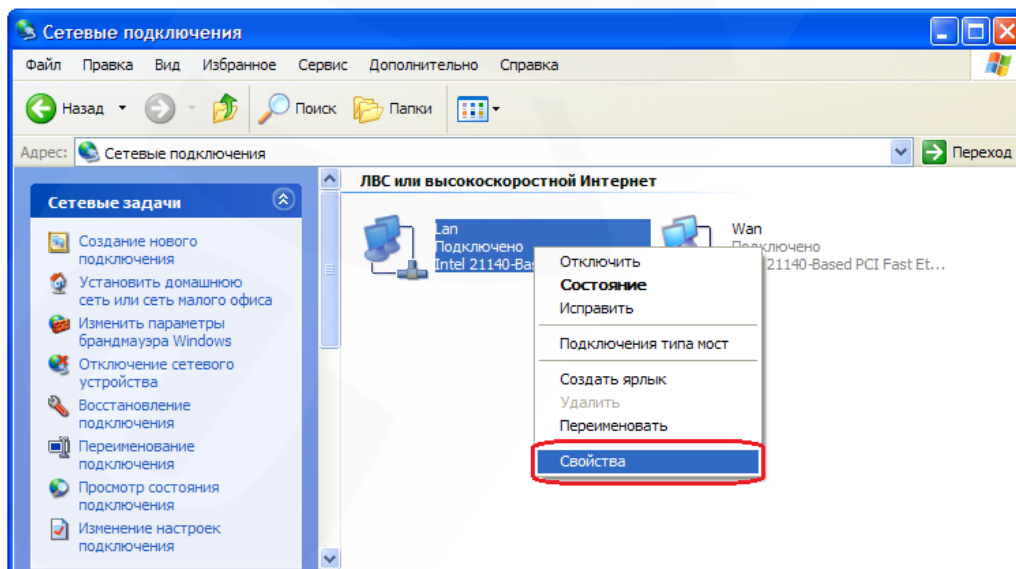 Сетевые подключения
Файл Правка Вид Избранное Сервис Дополнительно Справка
Назад Поиск Папки
Адрес: Сетевые подключения Переход
Сетевые задачи
Создание нового
подключения
Установить домашнюю
сеть или сеть малого офиса
Изменить параметры
брандмауэра Windows
Отключение сетевого
устройства
Восстановление
подключения
Переименование
подключения
Просмотр состояния
подключения
Изменение настроек
подключения
ЛВС или высокоскоростной Интернет
Lan
Подключено
Intel 21140-Bas
Wan
Подключено
21140-Based PCI Fast Et...
Отключить
Состояние
Исправить
Подключения типа мост
Создать ярлык
Удалить
Переименовать
Свойства